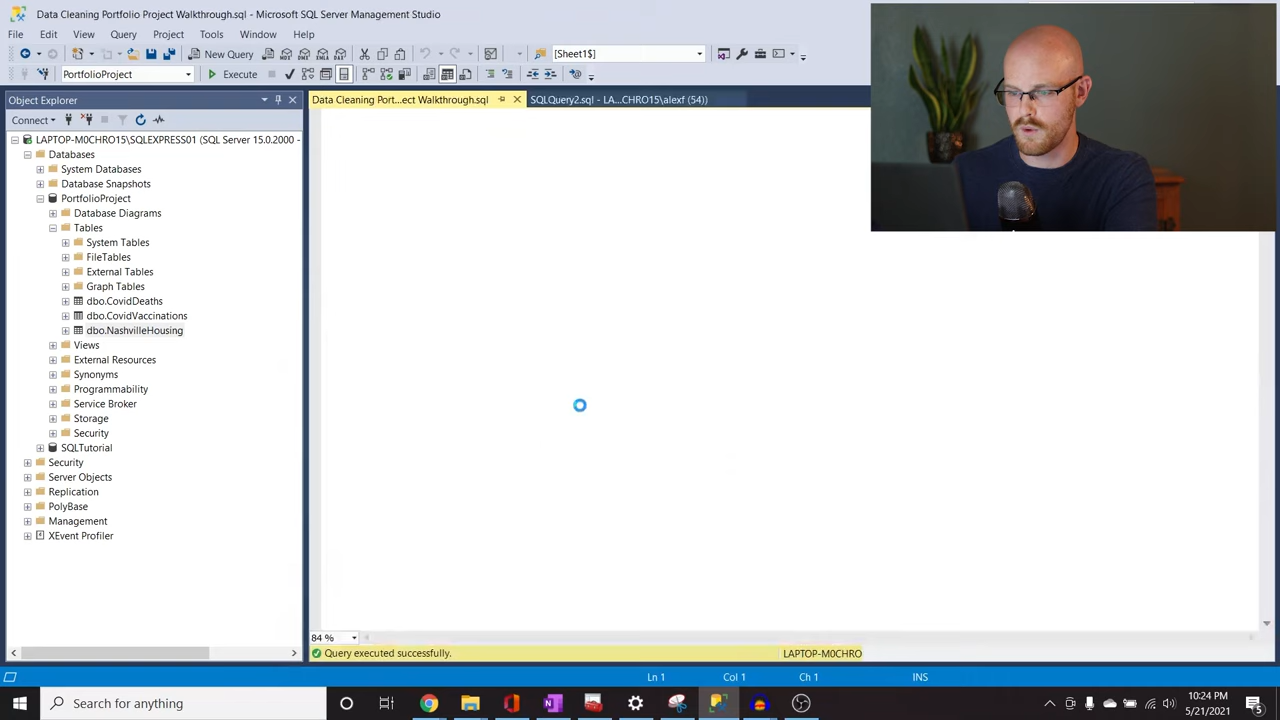 Data Cleaning Portfolio Project Walkthrough.sql - Microsoft SQL Server Management Studio
File Edit View Query Project Tools Window Help
New Query MDX DMX XMLA DAX [Sheet1$]
PortfolioProject Execute
Object Explorer
Data Cleaning Port...ect Walkthrough.sql
SQLQuery2.sql - LA...CHRO15\alexf (54))
Connect
LAPTOP-M0CHRO15\SQLEXPRESS01 (SQL Server 15.0.2000 -
Databases
System Databases
Database Snapshots
PortfolioProject
Database Diagrams
Tables
System Tables
FileTables
External Tables
Graph Tables
dbo.CovidDeaths
dbo.CovidVaccinations
dbo.NashvilleHousing
Views
External Resources
Synonyms
Programmability
Service Broker
Storage
Security
SQLTutorial
Security
Server Objects
Replication
PolyBase
Management
XEvent Profiler
84 %
Query executed successfully. LAPTOP-M0CHRO
Ln 1 Col 1 Ch 1 INS
Search for anything
10:24 PM
5/21/2021
5